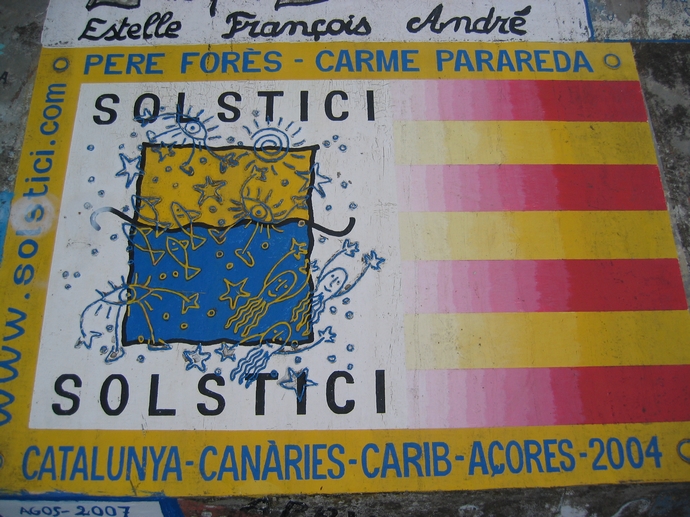 Estelle François André
PERE FORÈS - CARME PARAREDA
www.solstici.com
SOLSTICI
SOLSTICI
CATALUNYA-CANÀRIES-CARIB-AÇORES-2004
AGOS-2007